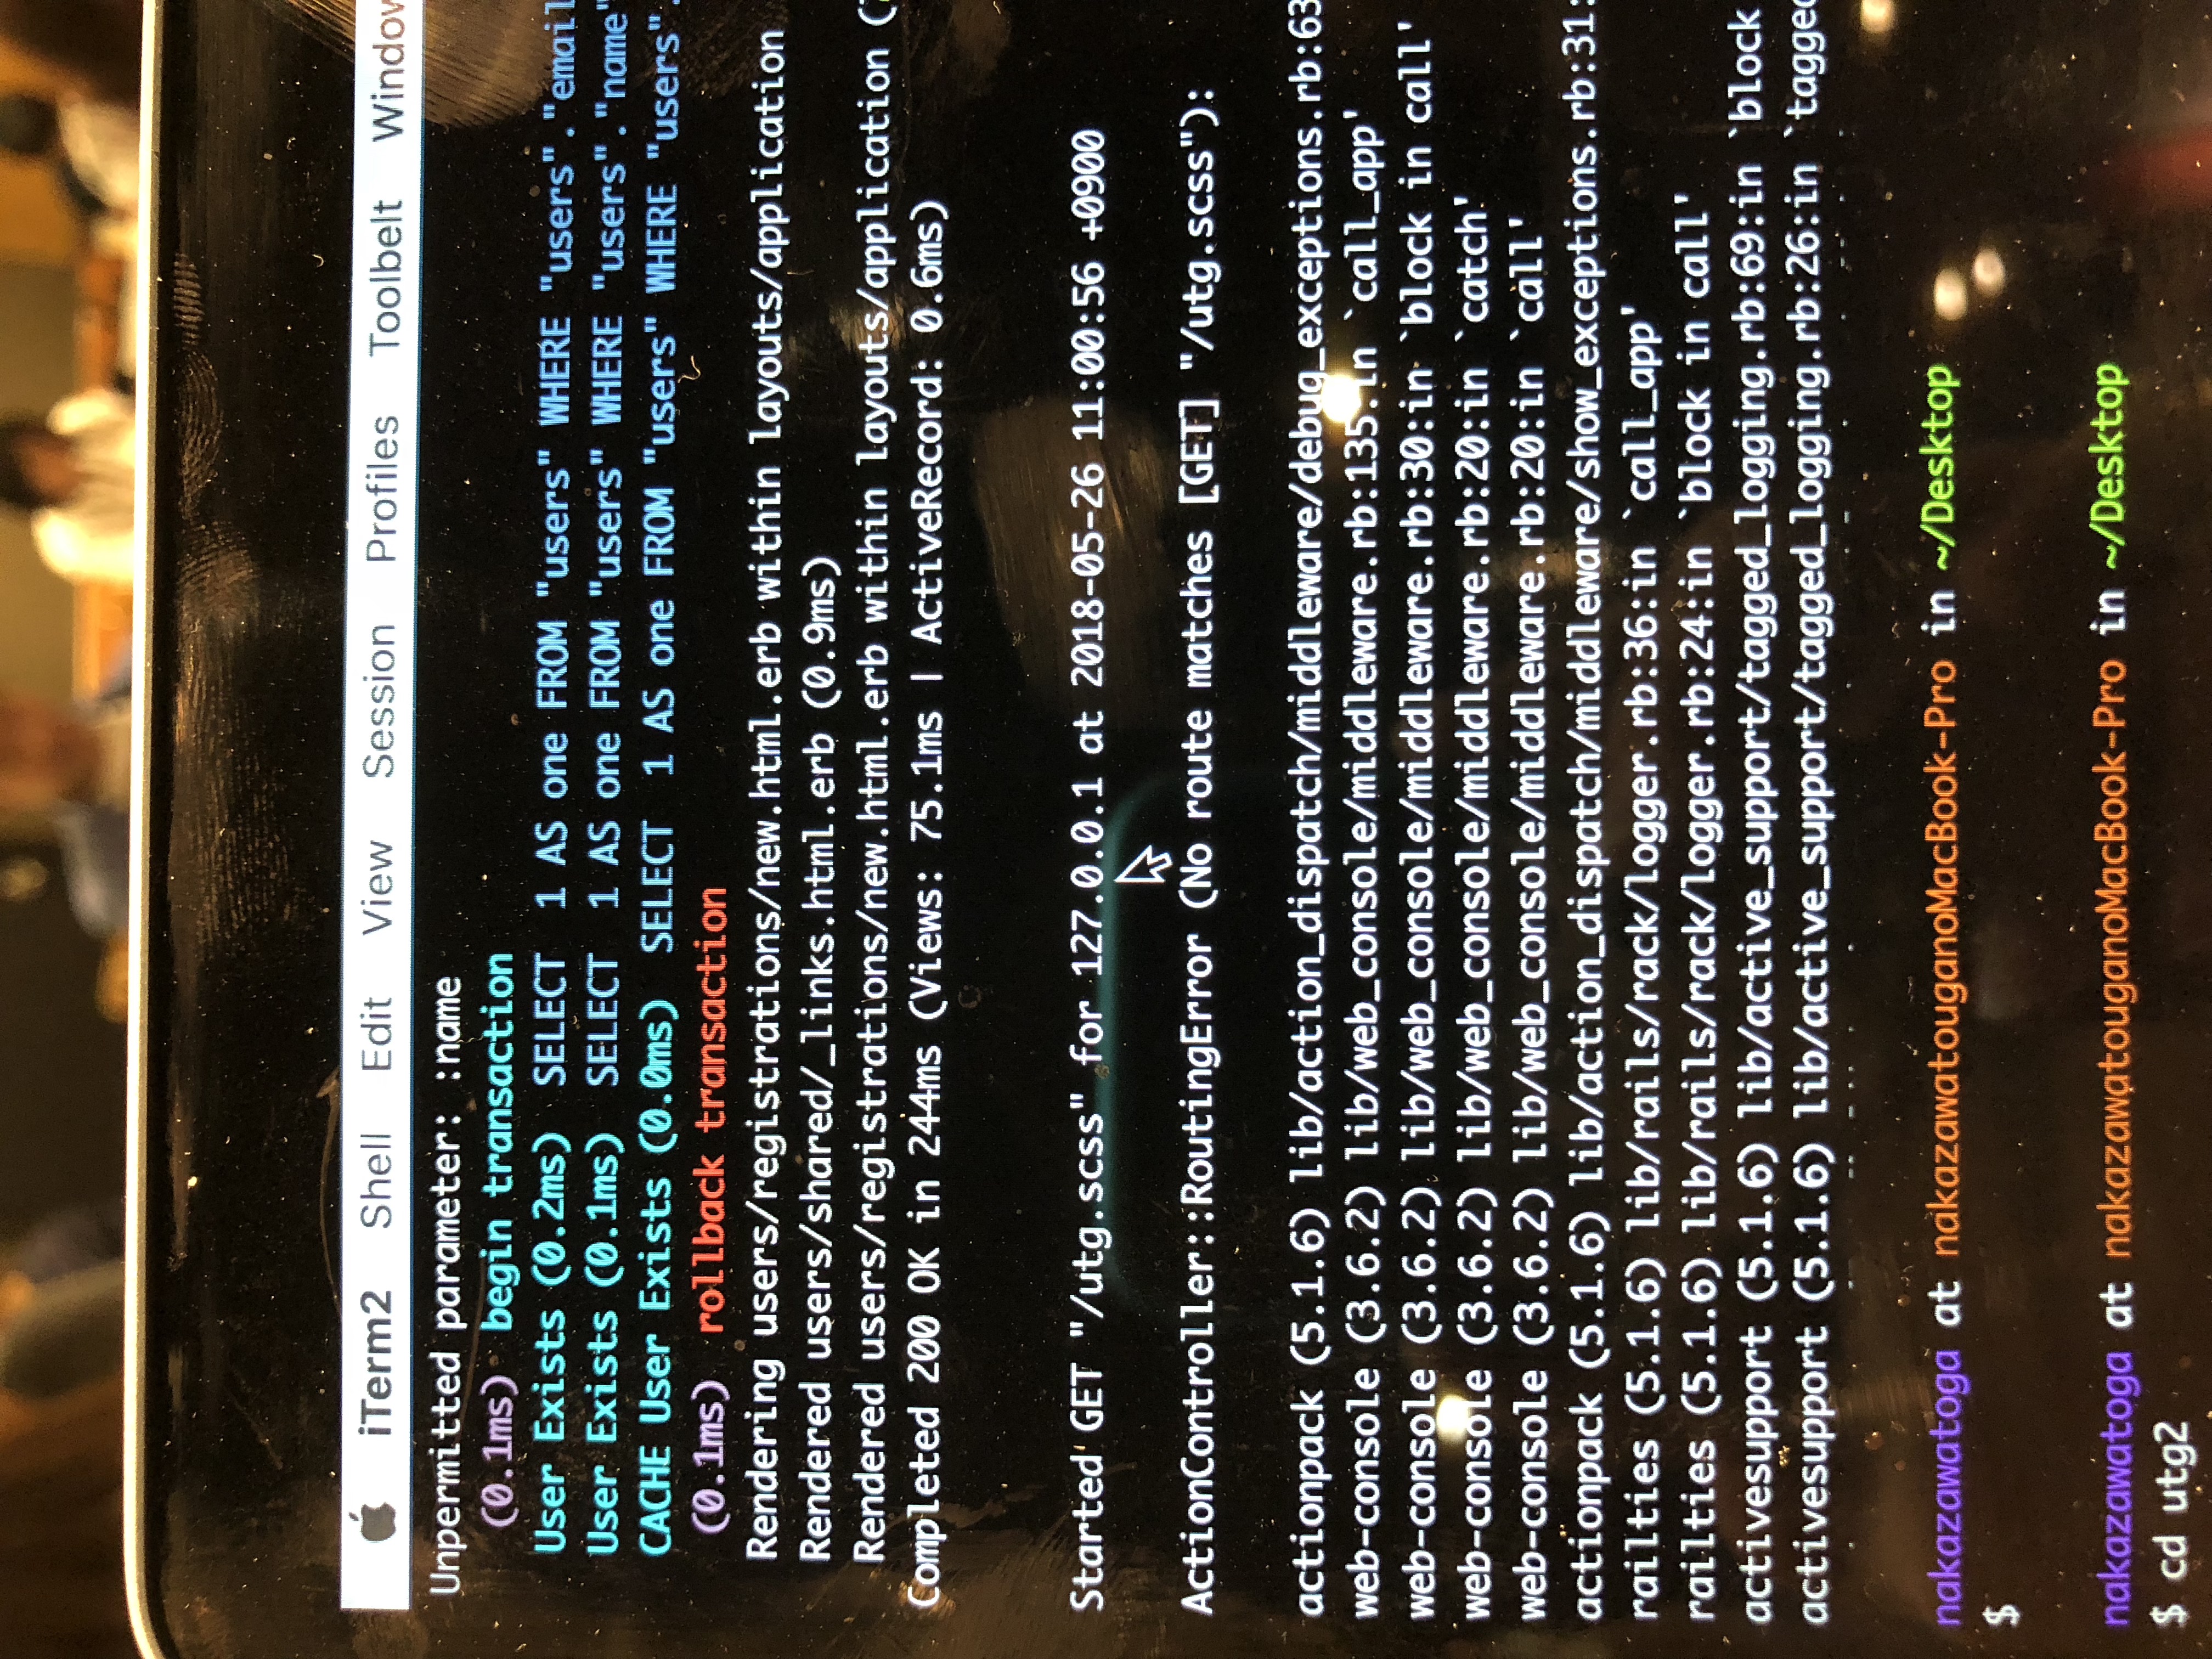 iTerm2 Shell Edit View Session Profiles Toolbelt Window
Unpermitted parameter: :name
(0.1ms) begin transaction
User Exists (0.2ms) SELECT 1 AS one FROM "users" WHERE "users"."email
User Exists (0.1ms) SELECT 1 AS one FROM "users" WHERE "users"."name"
CACHE User Exists (0.0ms) SELECT 1 AS one FROM "users" WHERE "users".
(0.1ms) rollback transaction
Rendering users/registrations/new.html.erb within layouts/application
Rendered users/shared/_links.html.erb (0.9ms)
Rendered users/registrations/new.html.erb within layouts/application (
Completed 200 OK in 244ms (Views: 75.1ms | ActiveRecord: 0.6ms)
Started GET "/utg.scss" for 127.0.0.1 at 2018-05-26 11:00:56 +0900
ActionController::RoutingError (No route matches [GET] "/utg.scss"):
actionpack (5.1.6) lib/action_dispatch/middleware/debug_exceptions.rb:63
web-console (3.6.2) lib/web_console/middleware.rb:135:in `call_app'
web-console (3.6.2) lib/web_console/middleware.rb:30:in `block in call'
web-console (3.6.2) lib/web_console/middleware.rb:20:in `catch'
web-console (3.6.2) lib/web_console/middleware.rb:20:in `call'
actionpack (5.1.6) lib/action_dispatch/middleware/show_exceptions.rb:31:
railties (5.1.6) lib/rails/rack/logger.rb:36:in `call_app'
railties (5.1.6) lib/rails/rack/logger.rb:24:in `block in call'
activesupport (5.1.6) lib/active_support/tagged_logging.rb:69:in `block
activesupport (5.1.6) lib/active_support/tagged_logging.rb:26:in `tagged
nakazawatoga at nakazawatouganoMacBook-Pro in ~/Desktop
$
nakazawatoga at nakazawatouganoMacBook-Pro in ~/Desktop
$ cd utg2